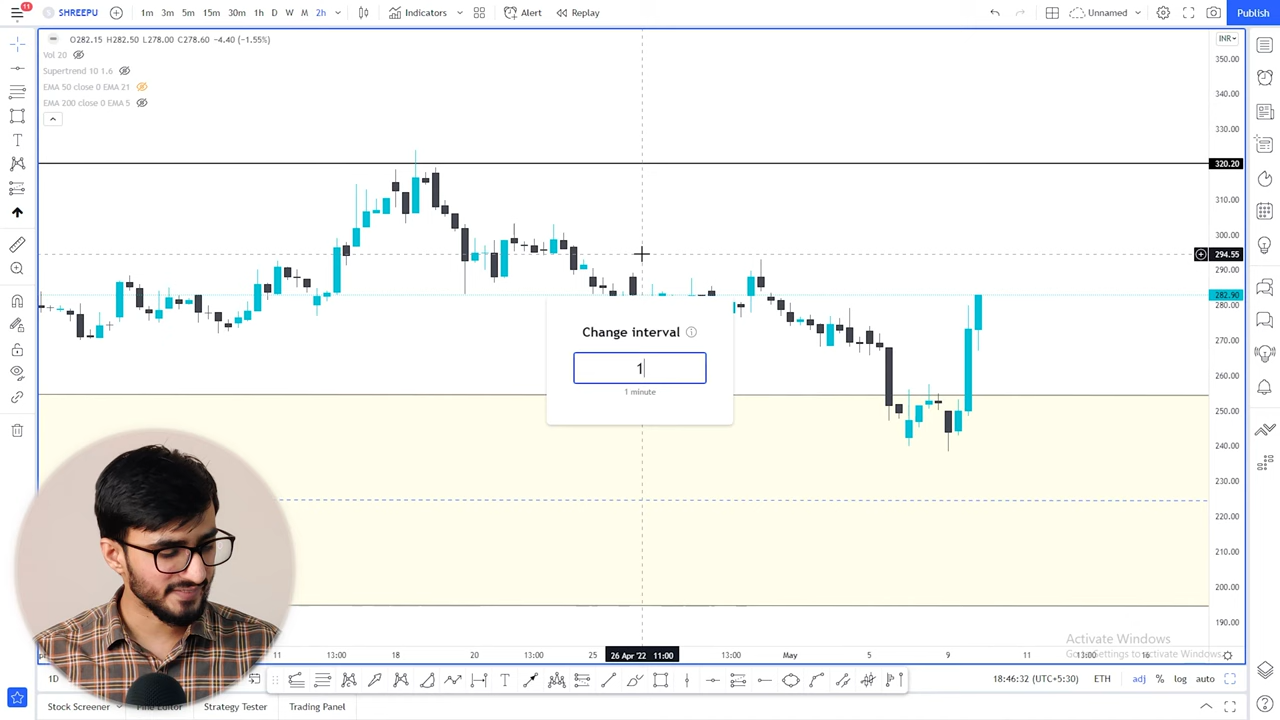 11
SHREEPU
1m 3m 5m 15m 30m 1h D W M 2h
Indicators
Alert
Replay
Unnamed
Publish
O282.15 H282.50 L278.00 C278.60 −4.40 (−1.55%)
INR
Vol 20
Supertrend 10 1.6
EMA 50 close 0 EMA 21
EMA 200 close 0 EMA 5
350.00
340.00
330.00
320.20
310.00
300.00
294.55
290.00
282.90
280.00
270.00
260.00
250.00
240.00
230.00
220.00
210.00
200.00
190.00
Change interval
1
1 minute
Activate Windows
Go to Settings to activate Windows.
11 13:00 18 13:00 20 13:00 25 26 Apr '22 11:00 13:00 May 5 9 11 13:00 16
1D
18:46:32 (UTC+5:30) ETH adj % log auto
Stock Screener
Pine Editor
Strategy Tester
Trading Panel